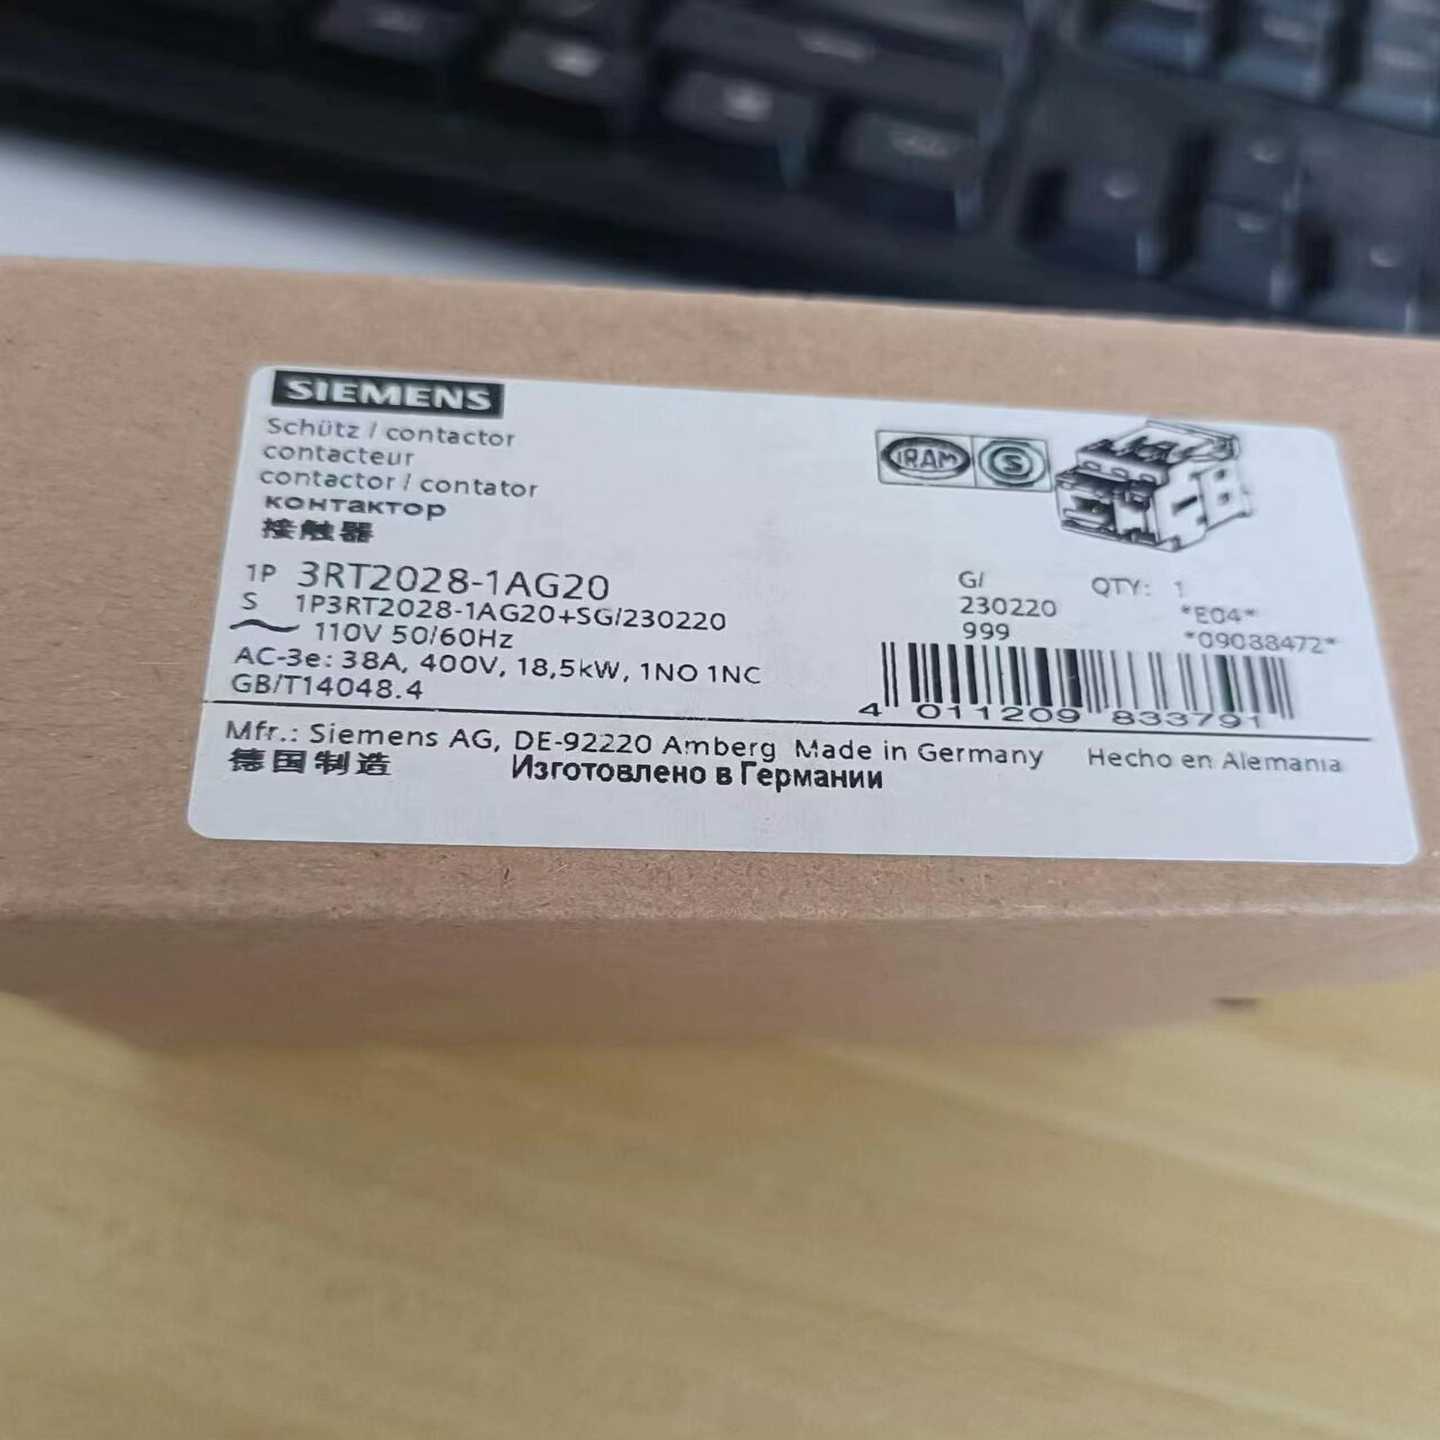 SIEMENS
Schütz / contactor
contacteur
contactor / contator
контактор
接触器
IRAM S
1P 3RT2028-1AG20
S 1P3RT2028-1AG20+SG/230220
110V 50/60Hz
AC-3e: 38A, 400V, 18,5kW, 1NO 1NC
GB/T14048.4
G/ QTY: 1
230220 *E04*
999 *09088472*
4 011209 833791
Mfr.: Siemens AG, DE-92220 Amberg Made in Germany Hecho en Alemania
德国制造 Изготовлено в Германии